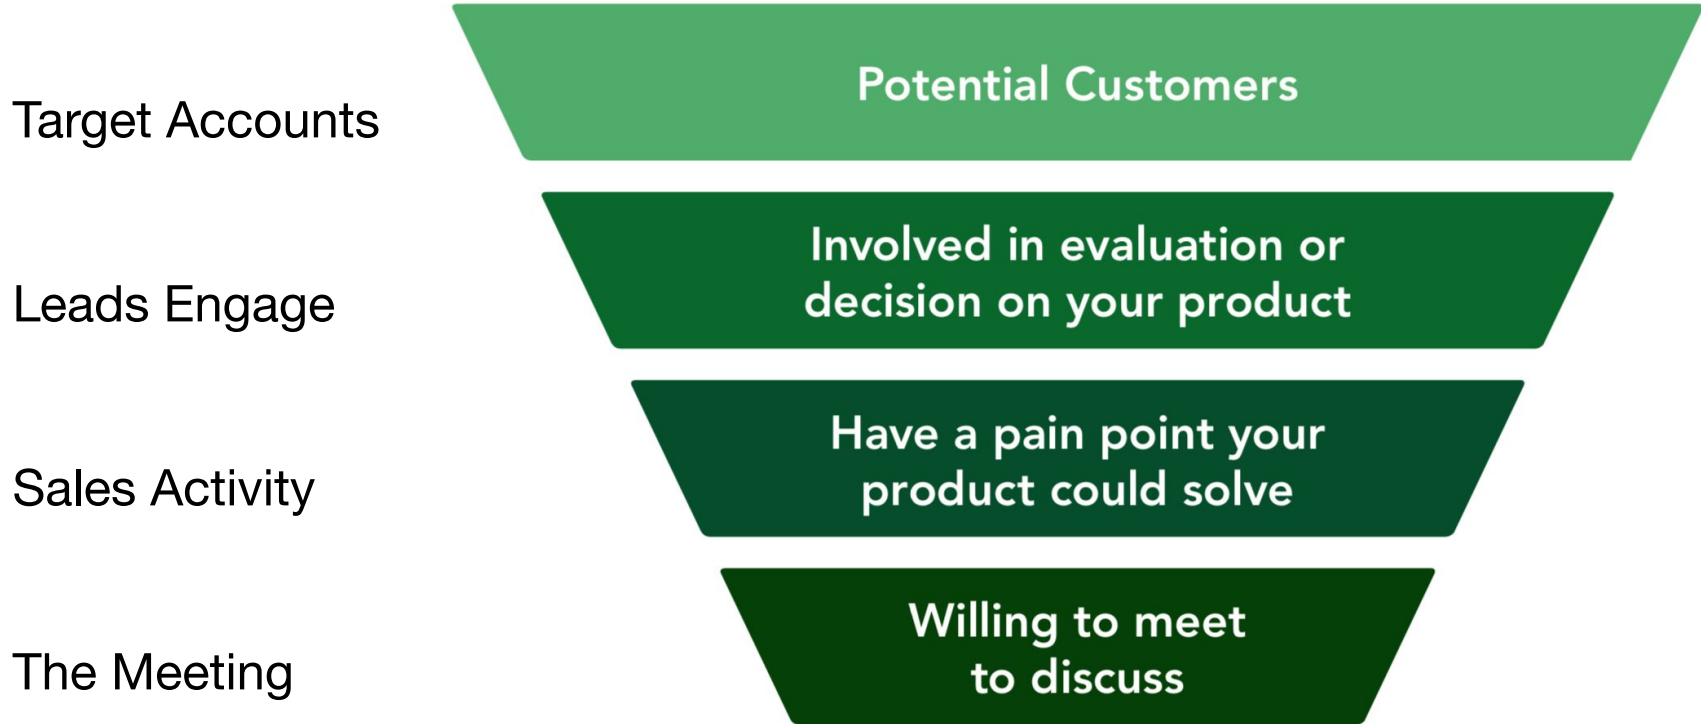 Potential Customers
Target Accounts
Involved in evaluation or
decision on your product
Leads Engage
Have a pain point your
product could solve
Sales Activity
Willing to meet
to discuss
The Meeting